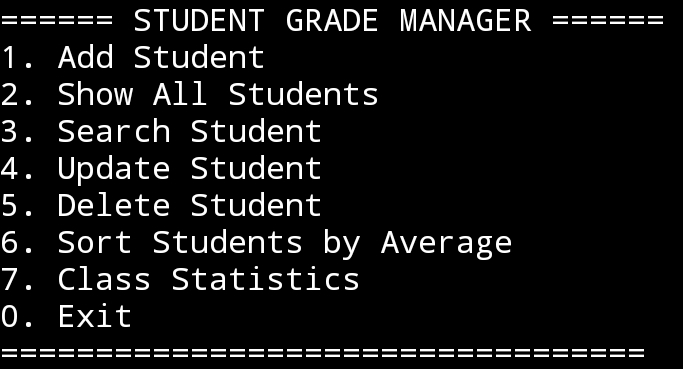 ====== STUDENT GRADE MANAGER ======
1. Add Student
2. Show All Students
3. Search Student
4. Update Student
5. Delete Student
6. Sort Students by Average
7. Class Statistics
0. Exit
==================================